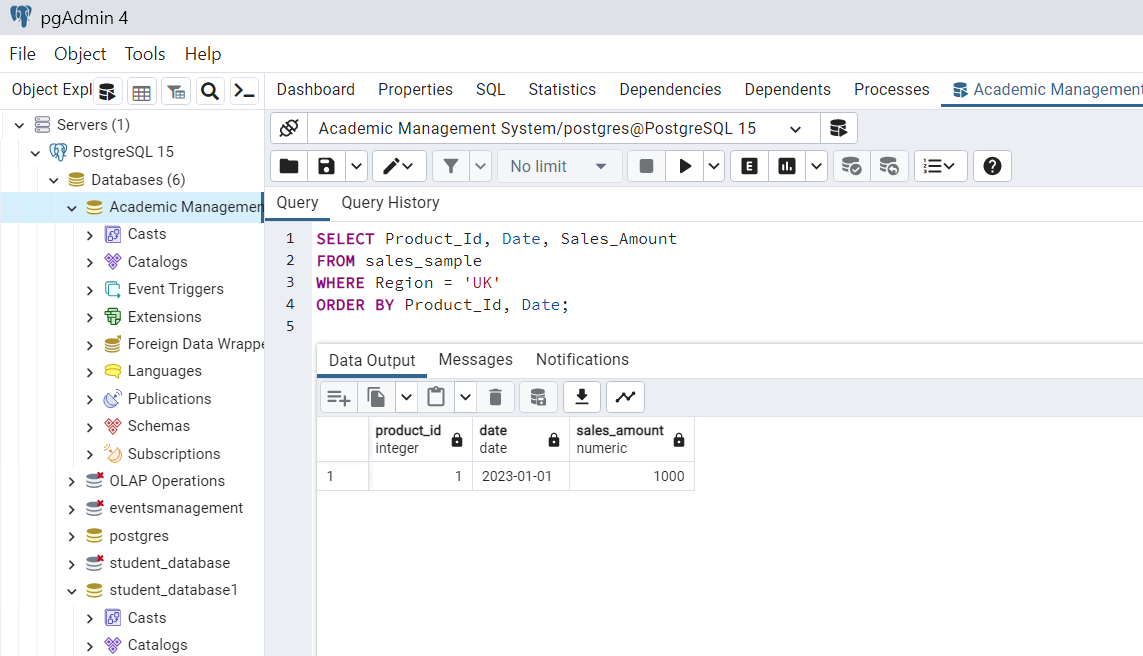 pgAdmin 4
File Object Tools Help
Object Expl
Dashboard Properties SQL Statistics Dependencies Dependents Processes Academic Management
Servers (1)
PostgreSQL 15
Databases (6)
Academic Managemen
Casts
Catalogs
Event Triggers
Extensions
Foreign Data Wrappe
Languages
Publications
Schemas
Subscriptions
OLAP Operations
eventsmanagement
postgres
student_database
student_database1
Casts
Catalogs
Academic Management System/postgres@PostgreSQL 15
No limit
E
Query Query History
1 SELECT Product_Id, Date, Sales_Amount
2 FROM sales_sample
3 WHERE Region = 'UK'
4 ORDER BY Product_Id, Date;
5
Data Output Messages Notifications
product_id date sales_amount
integer date numeric
1 1 2023-01-01 1000